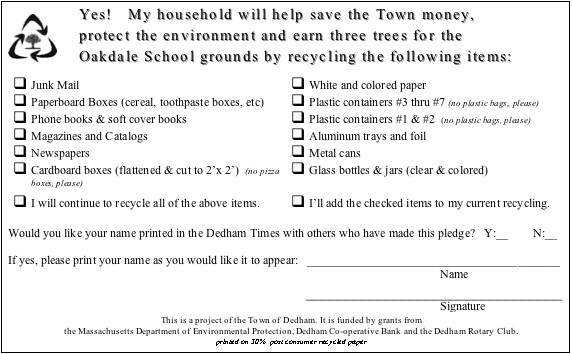 Yes!   My household will help save the Town money,
protect the environment and earn three trees for the
Oakdale School grounds by recycling the following items:
❑ Junk Mail
❑ Paperboard Boxes (cereal, toothpaste boxes, etc)
❑ Phone books & soft cover books
❑ Magazines and Catalogs
❑ Newspapers
❑ Cardboard boxes (flattened & cut to 2'x 2')  (no pizza
boxes, please)
❑ I will continue to recycle all of the above items.
❑ White and colored paper
❑ Plastic containers #3 thru #7 (no plastic bags, please)
❑ Plastic containers #1 & #2  (no plastic bags, please)
❑ Aluminum trays and foil
❑ Metal cans
❑ Glass bottles & jars (clear & colored)
❑ I'll add the checked items to my current recycling.
Would you like your name printed in the Dedham Times with others who have made this pledge?   Y:__   N:__
If yes, please print your name as you would like it to appear:  ______________________________
Name
______________________________
Signature
This is a project of the Town of Dedham. It is funded by grants from
the Massachusetts Department of Environmental Protection, Dedham Co-operative Bank and the Dedham Rotary Club.
printed on 30% post consumer recycled paper